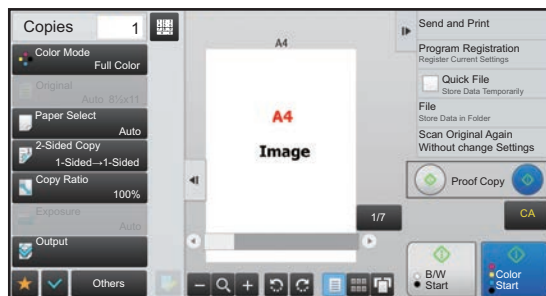 Copies 1
Color Mode
Full Color
Original
Auto 8½x11
Paper Select
Auto
2-Sided Copy
1-Sided→1-Sided
Copy Ratio
100%
Exposure
Auto
Output
Others
A4
A4
Image
1/7
Send and Print
Program Registration
Register Current Settings
Quick File
Store Data Temporarily
File
Store Data in Folder
Scan Original Again
Without change Settings
Proof Copy
CA
B/W
Start
Color
Start